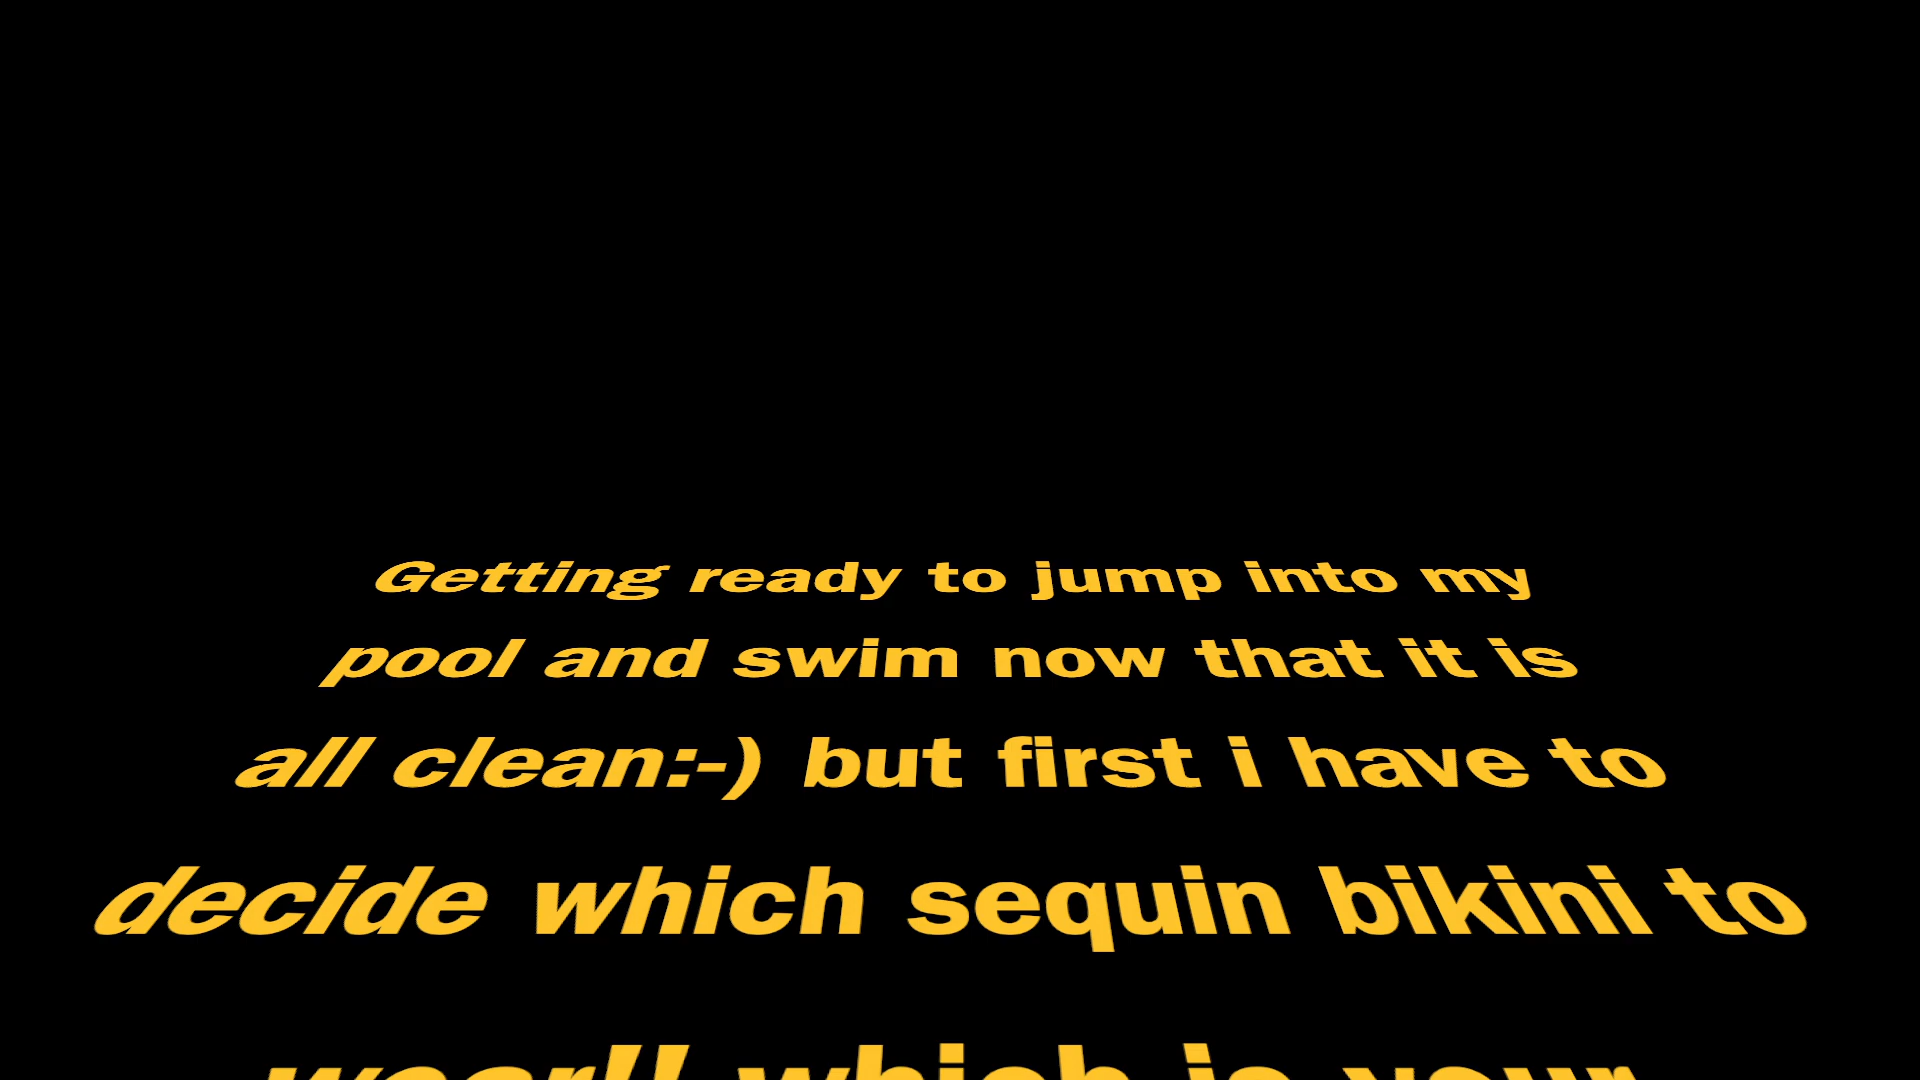 Getting ready to jump into my
pool and swim now that it is
all clean:-) but first i have to
decide which sequin bikini to
wear!! which is your